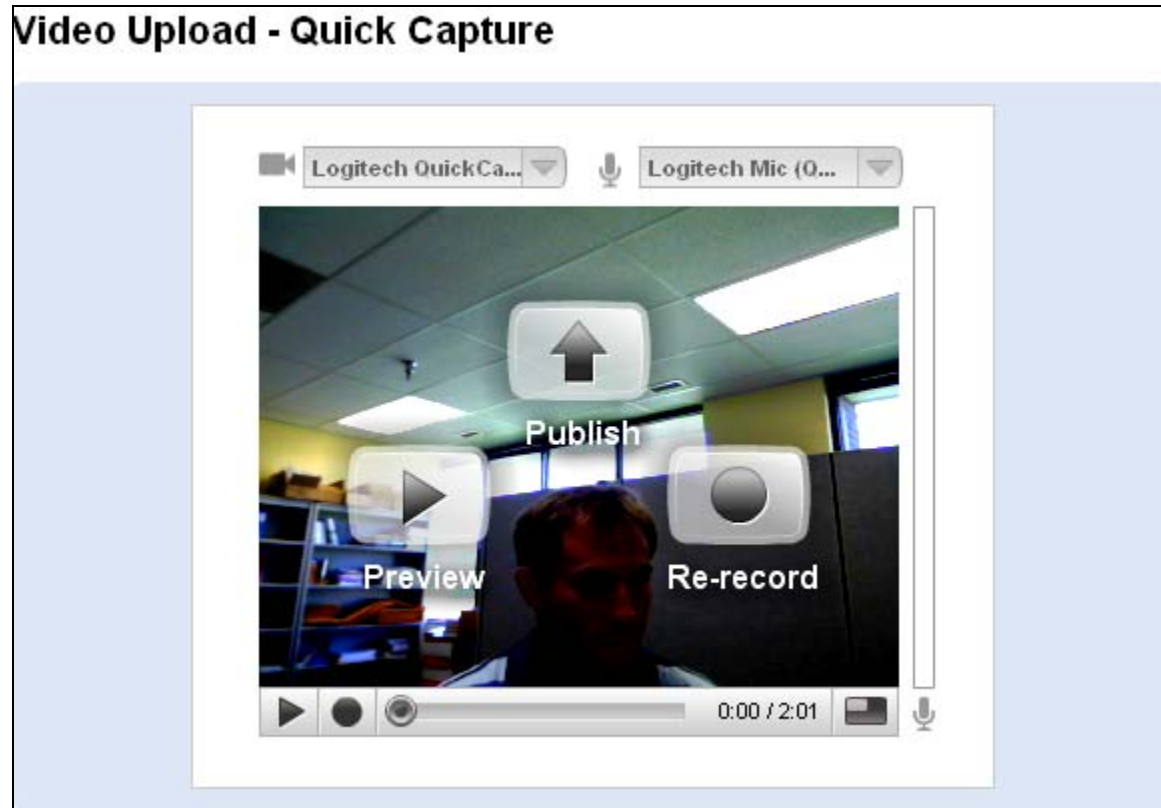 Video Upload - Quick Capture
Logitech QuickCa... Logitech Mic (Q...
Publish
Preview Re-record
0:00 / 2:01